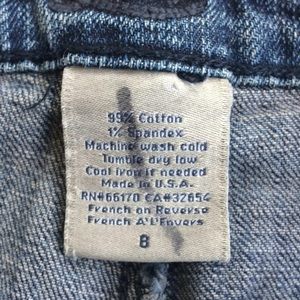 99% Cotton
1% Spandex
Machine wash cold
Tumble dry low
Cool iron if needed
Made in U.S.A.
RN#66170 CA#32654
French on Reverse
French A'L'Envers
8